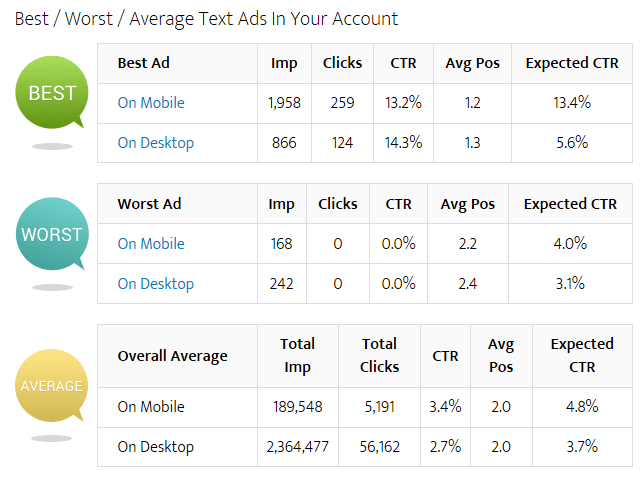 Best / Worst / Average Text Ads In Your Account
BEST
Best Ad Imp Clicks CTR Avg Pos Expected CTR
On Mobile 1,958 259 13.2% 1.2 13.4%
On Desktop 866 124 14.3% 1.3 5.6%
WORST
Worst Ad Imp Clicks CTR Avg Pos Expected CTR
On Mobile 168 0 0.0% 2.2 4.0%
On Desktop 242 0 0.0% 2.4 3.1%
AVERAGE
Overall Average Total Imp Total Clicks CTR Avg Pos Expected CTR
On Mobile 189,548 5,191 3.4% 2.0 4.8%
On Desktop 2,364,477 56,162 2.7% 2.0 3.7%